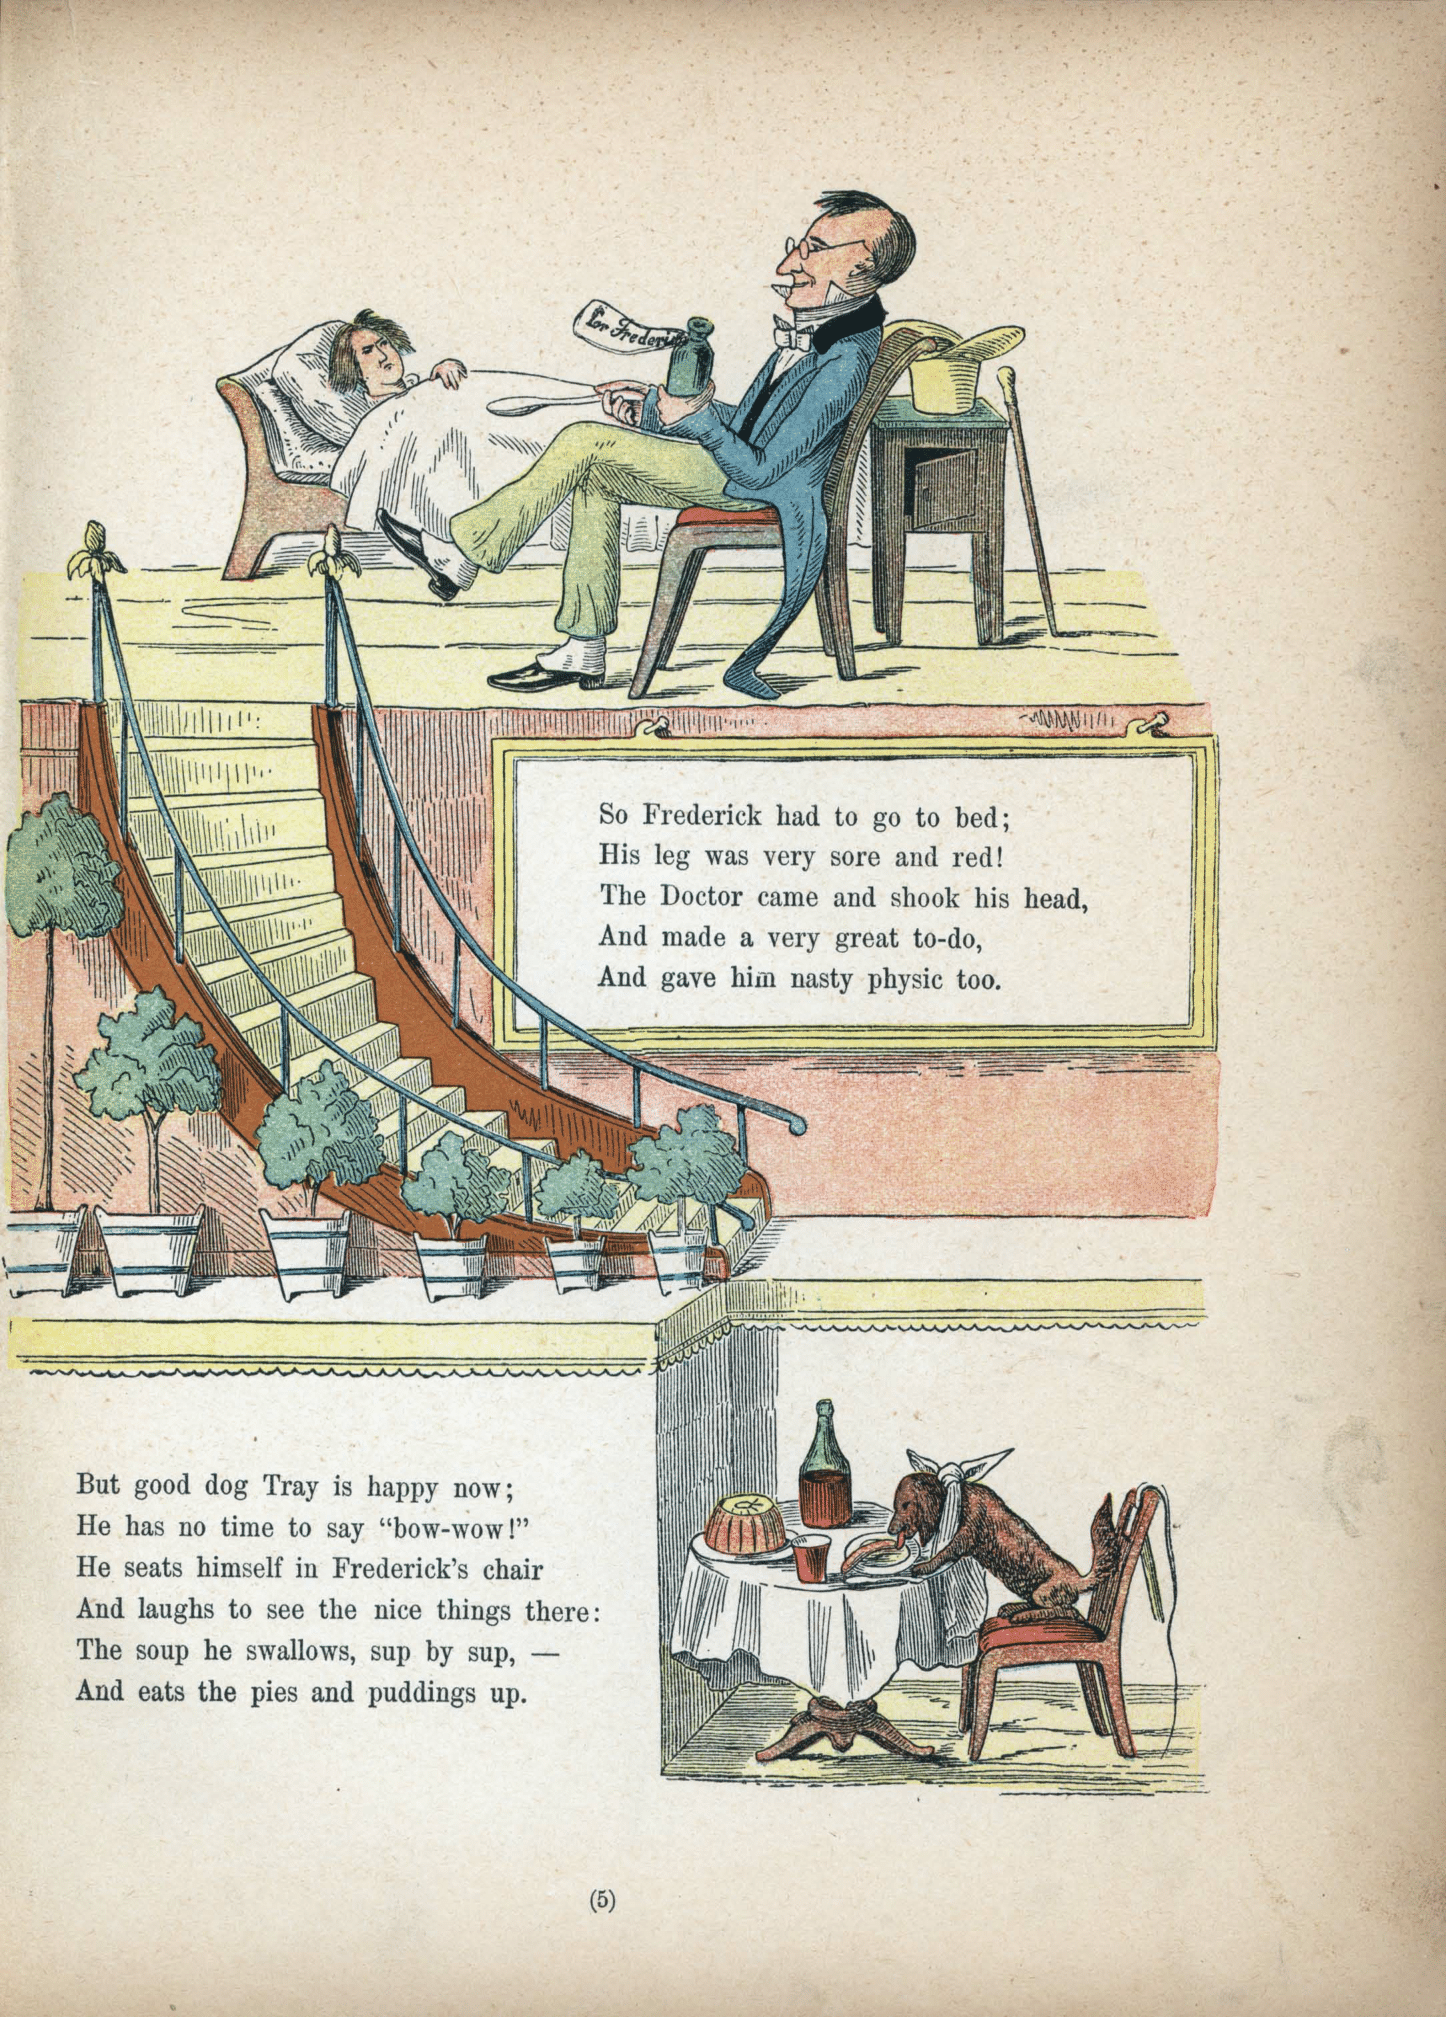 for Frederick
So Frederick had to go to bed;
His leg was very sore and red!
The Doctor came and shook his head,
And made a very great to-do,
And gave him nasty physic too.
But good dog Tray is happy now;
He has no time to say “bow-wow!”
He seats himself in Frederick’s chair
And laughs to see the nice things there:
The soup he swallows, sup by sup, —
And eats the pies and puddings up.
(5)